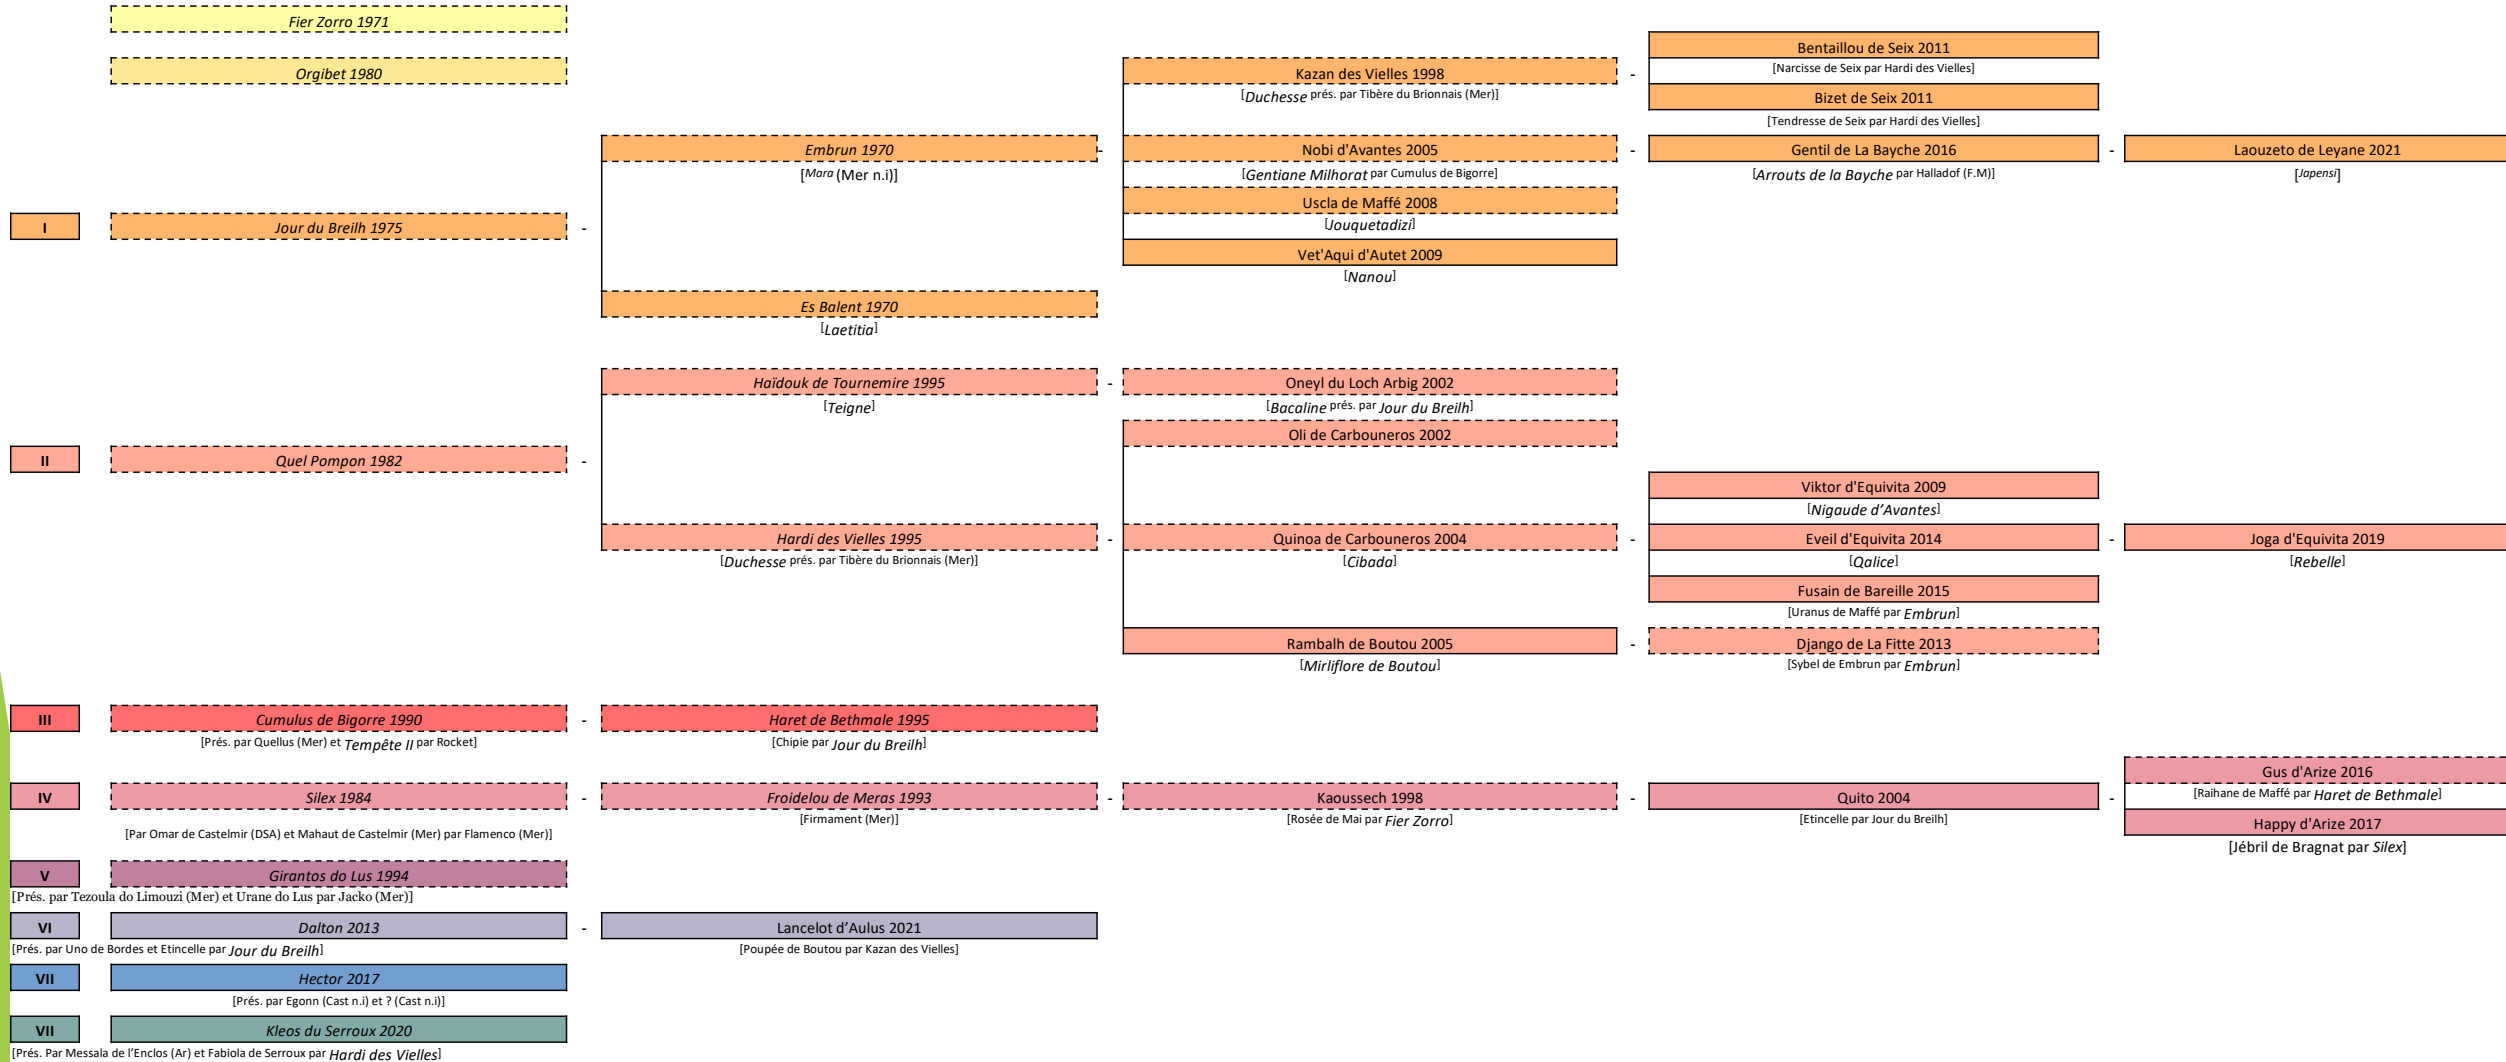 Fier Zorro 1971
Orgibet 1980
I
Jour du Breilh 1975
-
Embrun 1970
[Mara (Mer n.i)]
-
Kazan des Vielles 1998
[Duchesse prés. par Tibère du Brionnais (Mer)]
-
Bentaillou de Seix 2011
[Narcisse de Seix par Hardi des Vielles]
Bizet de Seix 2011
[Tendresse de Seix par Hardi des Vielles]
Nobi d'Avantes 2005
[Gentiane Milhorat par Cumulus de Bigorre]
-
Gentil de La Bayche 2016
[Arrouts de la Bayche par Halladof (F.M)]
-
Laouzeto de Leyane 2021
[Japensi]
Uscla de Maffé 2008
[Jouquetadizi]
Vet'Aqui d'Autet 2009
[Nanou]
Es Balent 1970
[Laetitia]
II
Quel Pompon 1982
-
Haïdouk de Tournemire 1995
[Teigne]
-
Oneyl du Loch Arbig 2002
[Bacaline prés. par Jour du Breilh]
Hardi des Vielles 1995
[Duchesse prés. par Tibère du Brionnais (Mer)]
-
Oli de Carbouneros 2002
Quinoa de Carbouneros 2004
[Cibada]
-
Viktor d'Equivita 2009
[Nigaude d’Avantes]
Eveil d'Equivita 2014
[Qalice]
-
Joga d'Equivita 2019
[Rebelle]
Fusain de Bareille 2015
[Uranus de Maffé par Embrun]
Rambalh de Boutou 2005
[Mirliflore de Boutou]
-
Django de La Fitte 2013
[Sybel de Embrun par Embrun]
III
Cumulus de Bigorre 1990
[Prés. par Quellus (Mer) et Tempête II par Rocket]
-
Haret de Bethmale 1995
[Chipie par Jour du Breilh]
IV
Silex 1984
[Par Omar de Castelmir (DSA) et Mahaut de Castelmir (Mer) par Flamenco (Mer)]
-
Froidelou de Meras 1993
[Firmament (Mer)]
-
Kaoussech 1998
[Rosée de Mai par Fier Zorro]
-
Quito 2004
[Etincelle par Jour du Breilh]
-
Gus d'Arize 2016
[Raihane de Maffé par Haret de Bethmale]
Happy d'Arize 2017
[Jébril de Bragnat par Silex]
V
Girantos do Lus 1994
[Prés. par Tezoula do Limouzi (Mer) et Urane do Lus par Jacko (Mer)]
VI
Dalton 2013
[Prés. par Uno de Bordes et Etincelle par Jour du Breilh]
-
Lancelot d’Aulus 2021
[Poupée de Boutou par Kazan des Vielles]
VII
Hector 2017
[Prés. par Egonn (Cast n.i) et ? (Cast n.i)]
VII
Kleos du Serroux 2020
[Prés. Par Messala de l’Enclos (Ar) et Fabiola de Serroux par Hardi des Vielles]